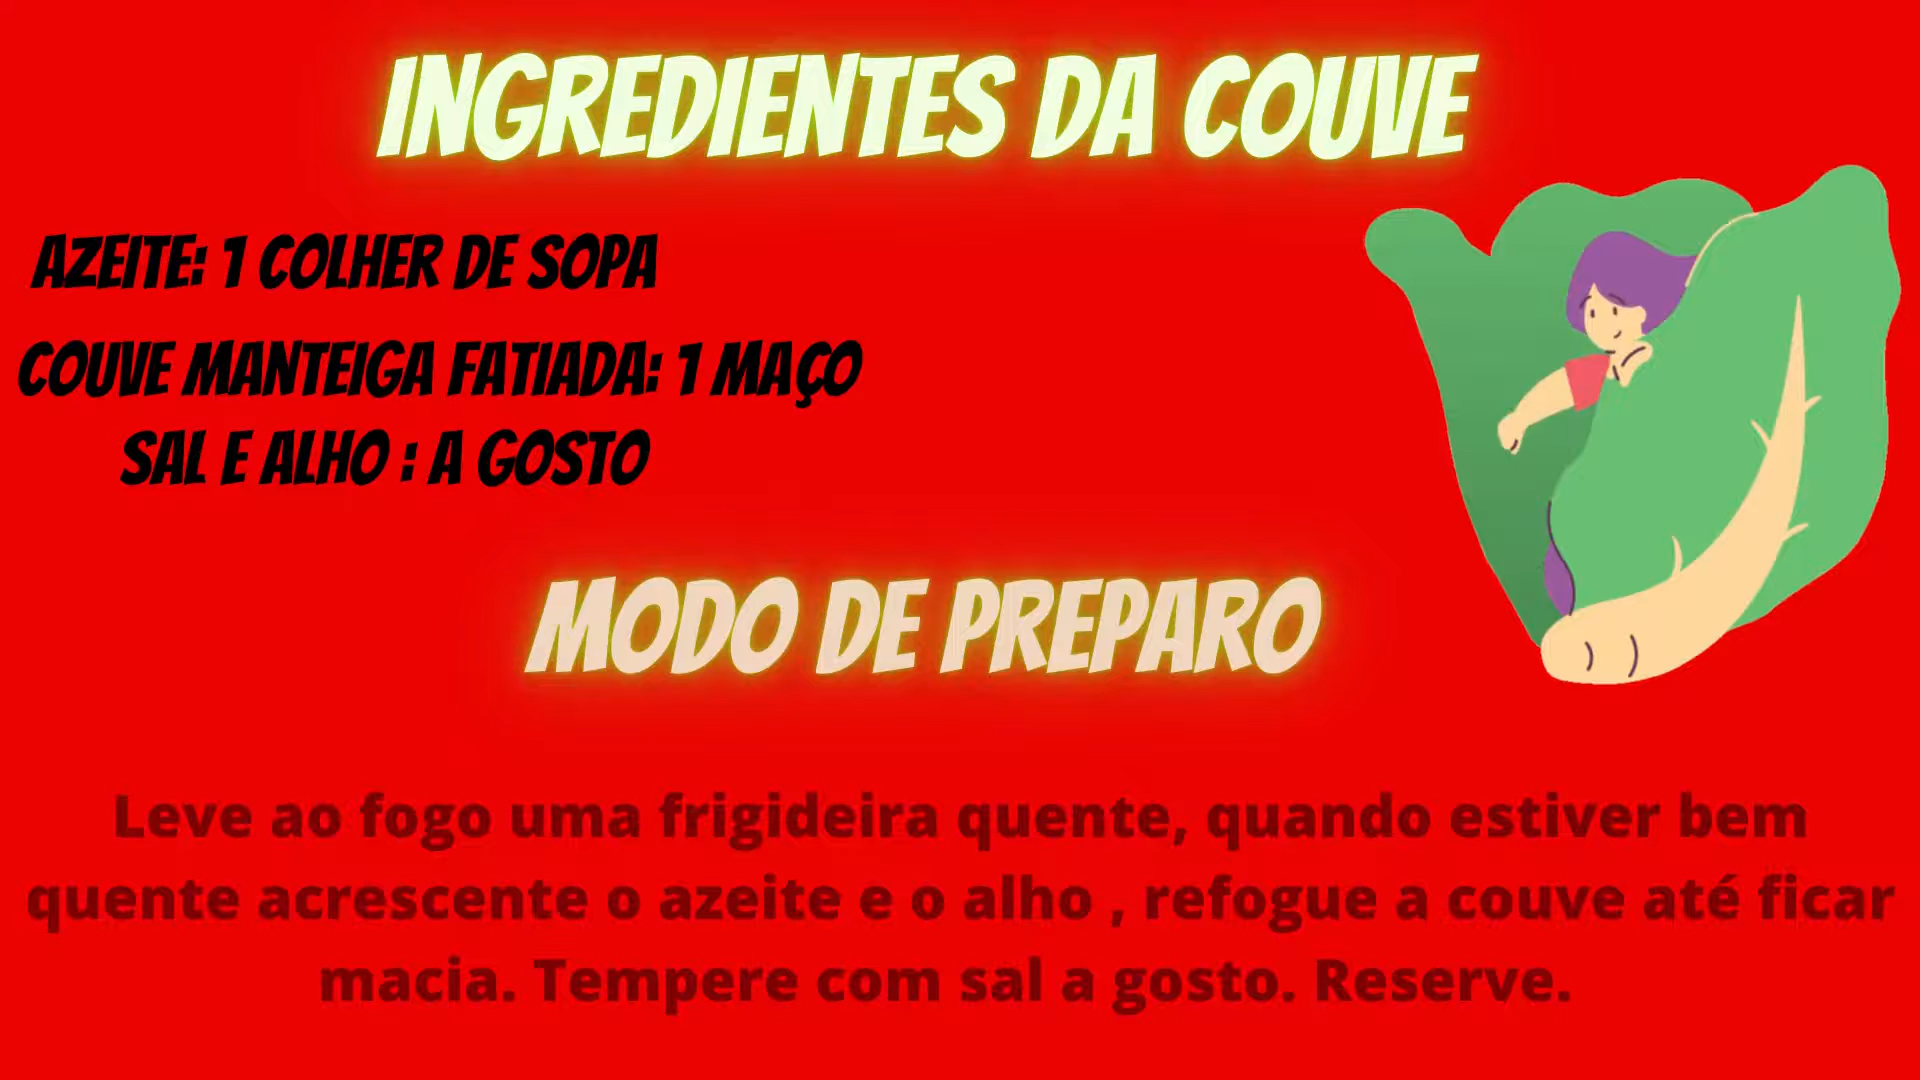 INGREDIENTES DA COUVE
AZEITE: 1 COLHER DE SOPA
COUVE MANTEIGA FATIADA: 1 MAÇO
SAL E ALHO : A GOSTO
MODO DE PREPARO
Leve ao fogo uma frigideira quente, quando estiver bem
quente acrescente o azeite e o alho , refogue a couve até ficar
macia. Tempere com sal a gosto. Reserve.